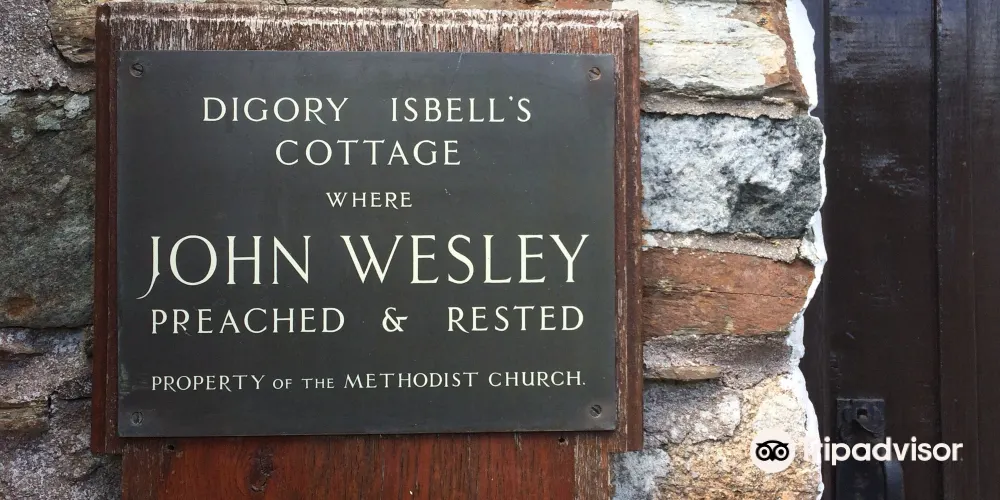 DIGORY ISBELL'S
COTTAGE
WHERE
JOHN WESLEY
PREACHED & RESTED
PROPERTY OF THE METHODIST CHURCH.
Tripadvisor